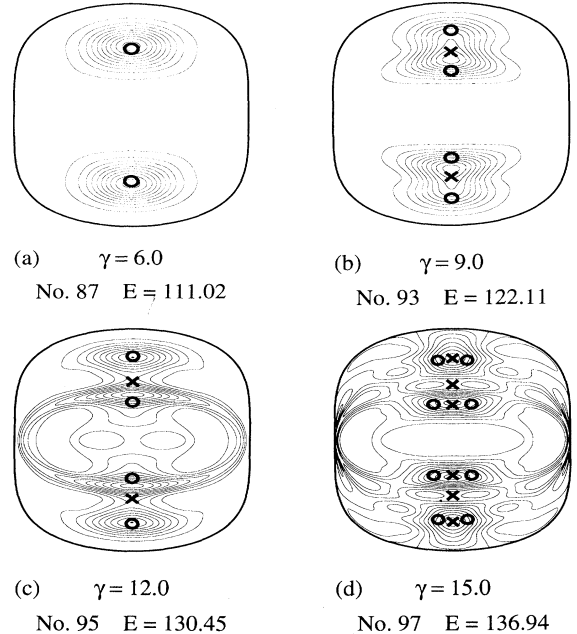 (a) γ = 6.0
No. 87 E = 111.02
(b) γ = 9.0
No. 93 E = 122.11
(c) γ = 12.0
No. 95 E = 130.45
(d) γ = 15.0
No. 97 E = 136.94